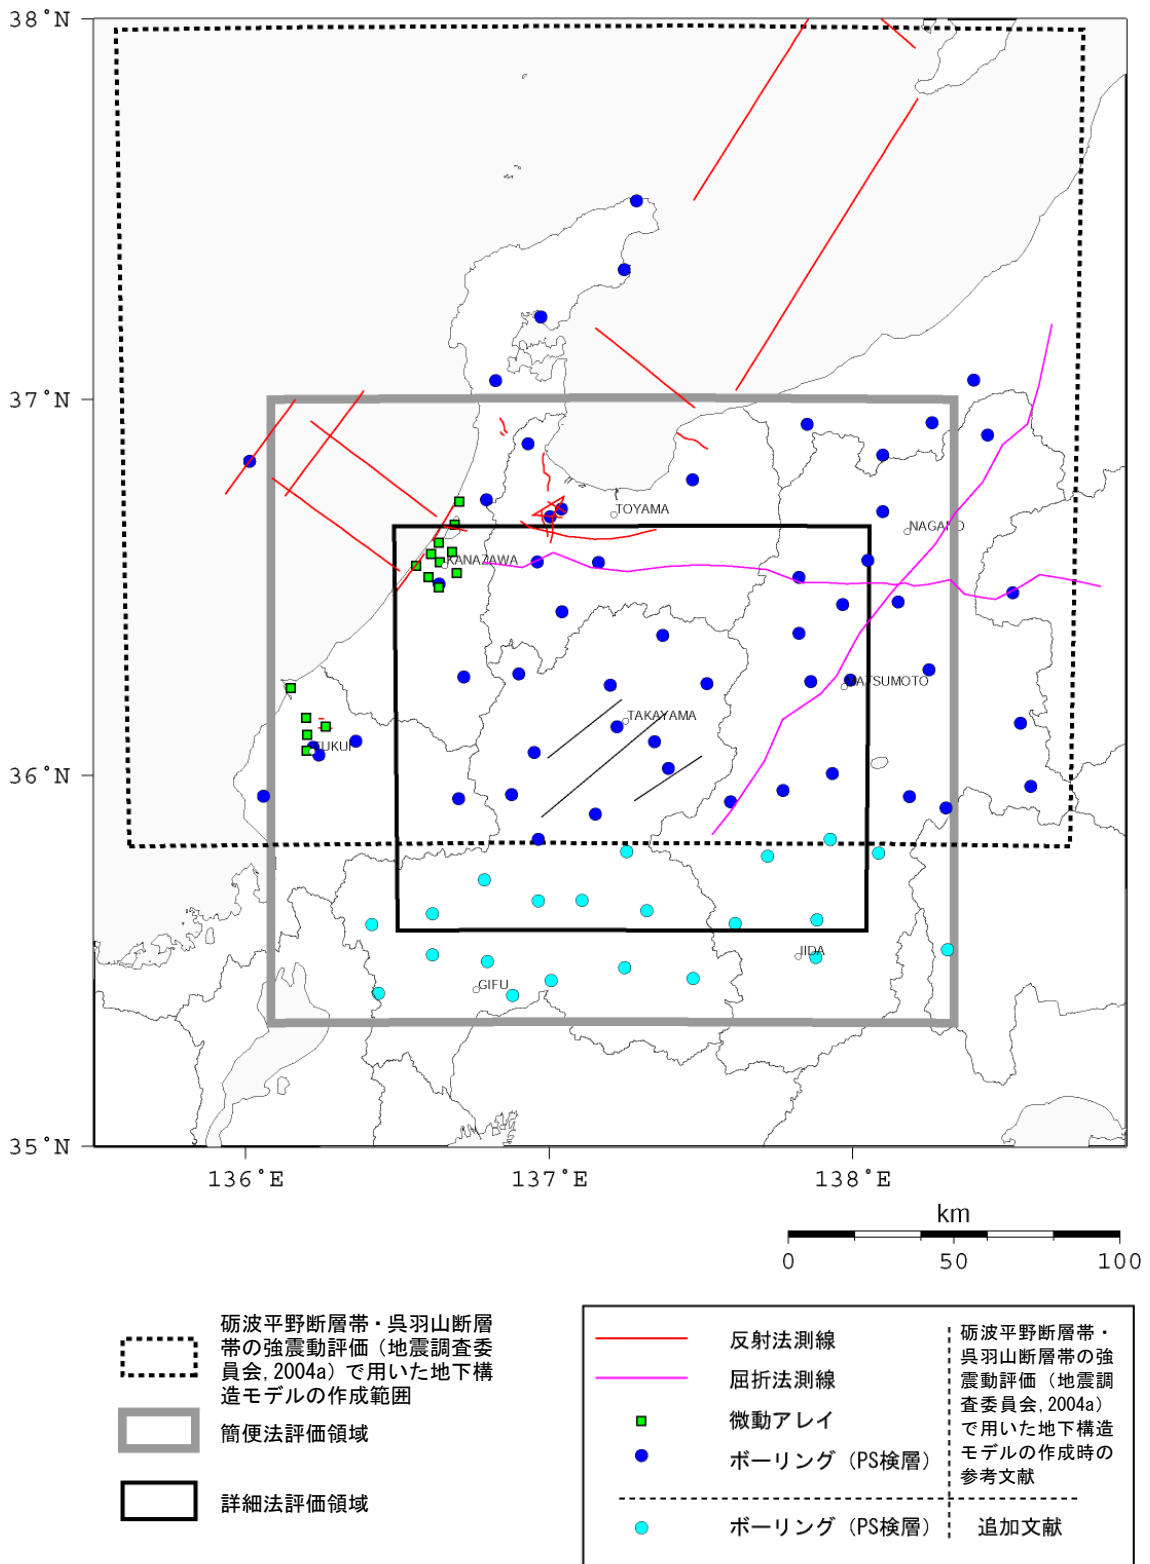 38°N
37°N
TOYAMA
NAGANO
KANAZAWA
MATSUMOTO
TAKAYAMA
FUKUI
36°N
IIDA
GIFU
35°N
136°E
137°E
138°E
km
0
50
100
砺波平野断層帯・呉羽山断層
帯の強震動評価（地震調査委
員会,2004a）で用いた地下構
造モデルの作成範囲
簡便法評価領域
詳細法評価領域
反射法測線
屈折法測線
微動アレイ
ボーリング（PS検層）
砺波平野断層帯・
呉羽山断層帯の強
震動評価（地震調
査委員会,2004a）
で用いた地下構造
モデルの作成時の
参考文献
ボーリング（PS検層）
追加文献